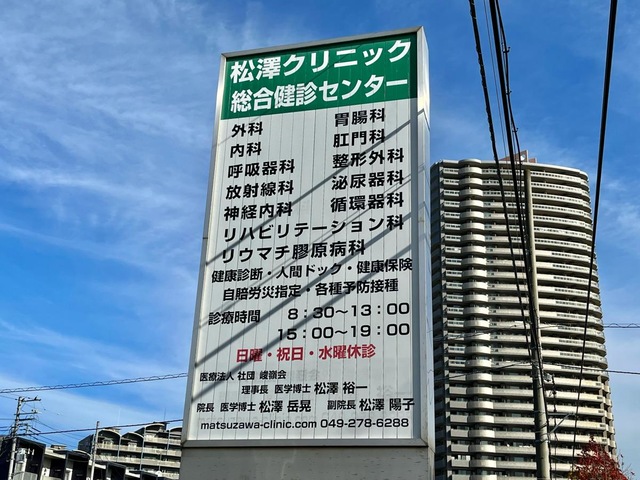 松澤クリニック
総合健診センター
外科 胃腸科
内科 肛門科
呼吸器科 整形外科
放射線科 泌尿器科
神経内科 循環器科
リハビリテーション科
リウマチ膠原病科
健康診断・人間ドック・健康保険
自賠労災指定・各種予防接種
診療時間 8:30~13:00
15:00~19:00
日曜・祝日・水曜休診
医療法人 社団 峻嶺会
理事長 医学博士 松澤 裕一
院長 医学博士 松澤 岳晃 副院長 松澤 陽子
matsuzawa-clinic.com 049-278-6288